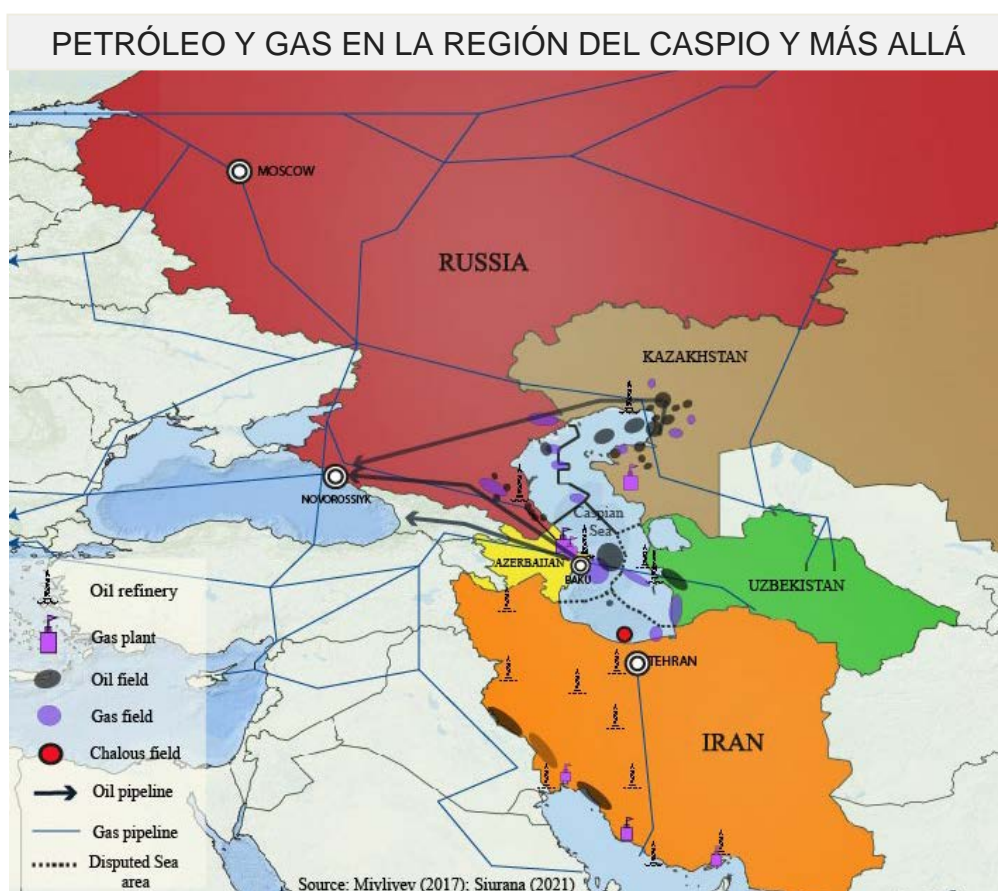 PETRÓLEO Y GAS EN LA REGIÓN DEL CASPIO Y MÁS ALLÁ
MOSCOW
RUSSIA
KAZAKHSTAN
NOVOROSSIYK
Caspian
Sea
AZERBAIJAN
BAKU
UZBEKISTAN
TEHRAN
IRAN
Oil refinery
Gas plant
Oil field
Gas field
Chalous field
Oil pipeline
Gas pipeline
Disputed Sea
area
Source: Mivliyev (2017); Siurana (2021)